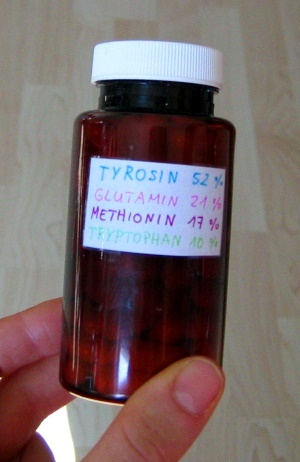 TYROSIN 52 %
GLUTAMIN 21 %
METHIONIN 17 %
TRYPTOPHAN 10 %